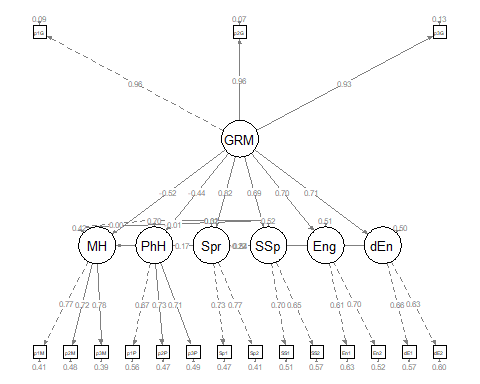 0.09 0.07 0.13
p1G p2G p3G
0.96 0.96 0.93
GRM
-0.52 -0.44 0.82 0.69 0.70 0.71
0.42 0.00 0.70 0.01 0.52 0.51 0.50
MH PhH Spr SSp Eng dEn
0.17
0.77 0.72 0.78 0.67 0.73 0.71 0.73 0.77 0.70 0.65 0.61 0.70 0.66 0.63
p1M p2M p3M p1P p2P p3P Sp1 Sp2 SS1 SS2 En1 En2 dE1 dE2
0.41 0.48 0.39 0.56 0.47 0.49 0.47 0.41 0.51 0.57 0.63 0.52 0.57 0.60